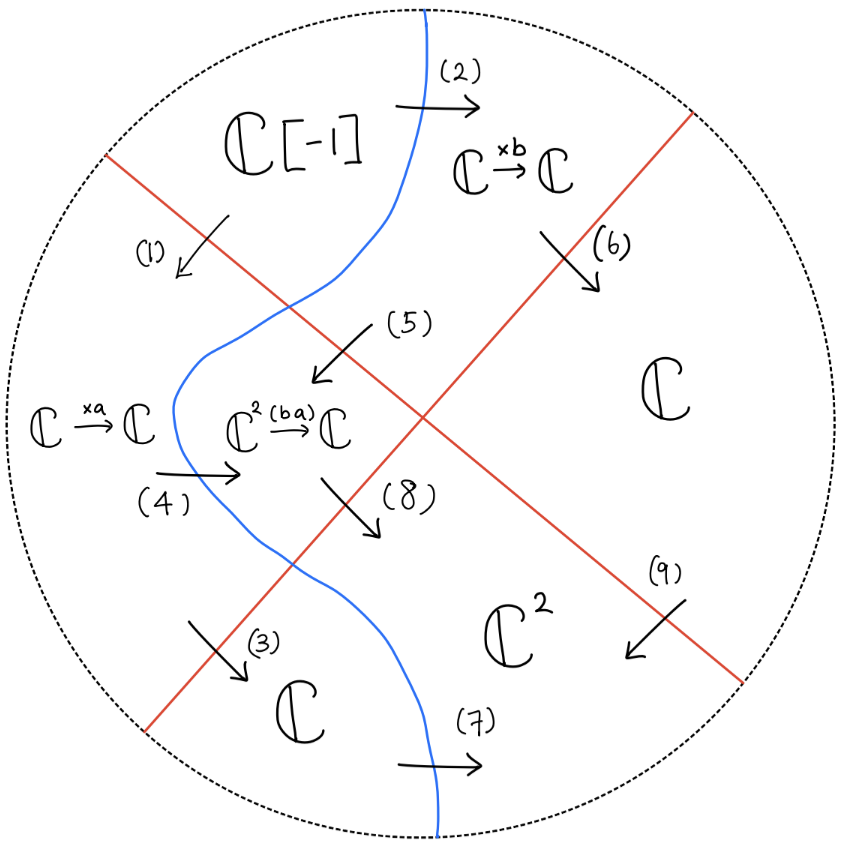 (2)
ℂ[-1]
ℂ →^{×b} ℂ
(1)
(6)
(5)
ℂ
ℂ →^{×a} ℂ
ℂ² →^{(b a)} ℂ
(4)
(8)
(9)
ℂ²
(3)
ℂ
(7)